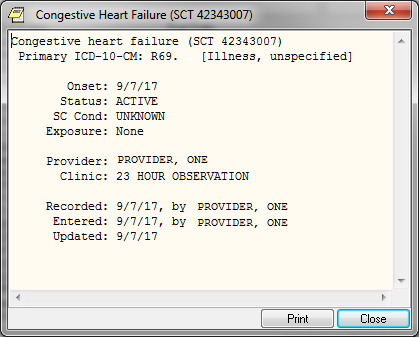 Congestive Heart Failure (SCT 42343007)
Congestive heart failure (SCT 42343007)
Primary ICD-10-CM: R69. [Illness, unspecified]
Onset: 9/7/17
Status: ACTIVE
SC Cond: UNKNOWN
Exposure: None
Provider: PROVIDER, ONE
Clinic: 23 HOUR OBSERVATION
Recorded: 9/7/17, by PROVIDER, ONE
Entered: 9/7/17, by PROVIDER, ONE
Updated: 9/7/17
Print Close